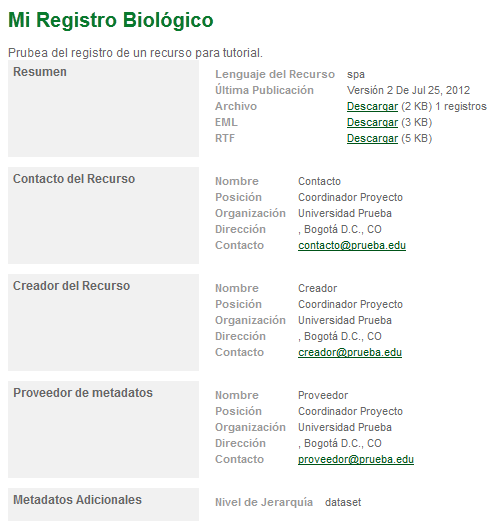 Mi Registro Biológico
Prubea del registro de un recurso para tutorial.
Resumen
Lenguaje del Recurso spa
Última Publicación Versión 2 De Jul 25, 2012
Archivo Descargar (2 KB) 1 registros
EML Descargar (3 KB)
RTF Descargar (5 KB)
Contacto del Recurso
Nombre Contacto
Posición Coordinador Proyecto
Organización Universidad Prueba
Dirección , Bogotá D.C., CO
Contacto contacto@prueba.edu
Creador del Recurso
Nombre Creador
Posición Coordinador Proyecto
Organización Universidad Prueba
Dirección , Bogotá D.C., CO
Contacto creador@prueba.edu
Proveedor de metadatos
Nombre Proveedor
Posición Coordinador Proyecto
Organización Universidad Prueba
Dirección , Bogotá D.C., CO
Contacto proveedor@prueba.edu
Metadatos Adicionales
Nivel de Jerarquía dataset